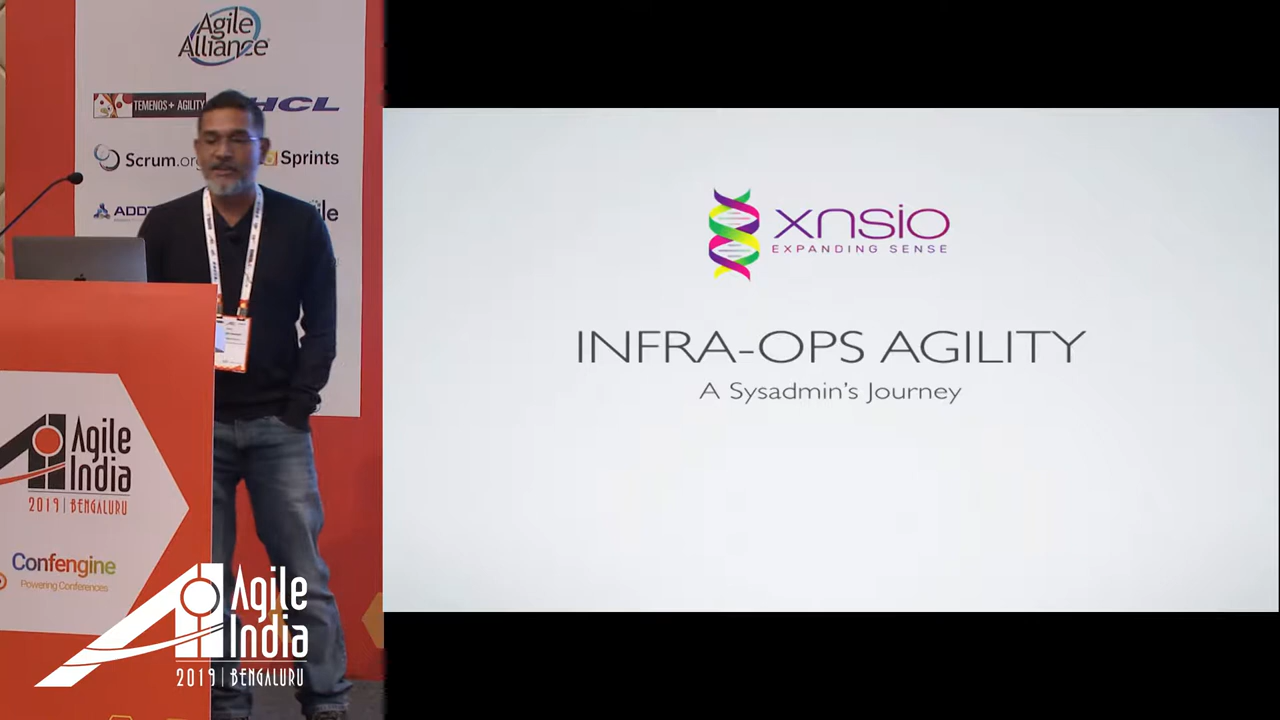 Agile
Alliance
TEMENOS + AGILITY
HCL
Scrum.org
Sprints
ADDT
Agile
India
2019 | BENGALURU
Confengine
Powering Conferences
Agile
India
2019 | BENGALURU
xnsio
EXPANDING SENSE
INFRA-OPS AGILITY
A Sysadmin's Journey